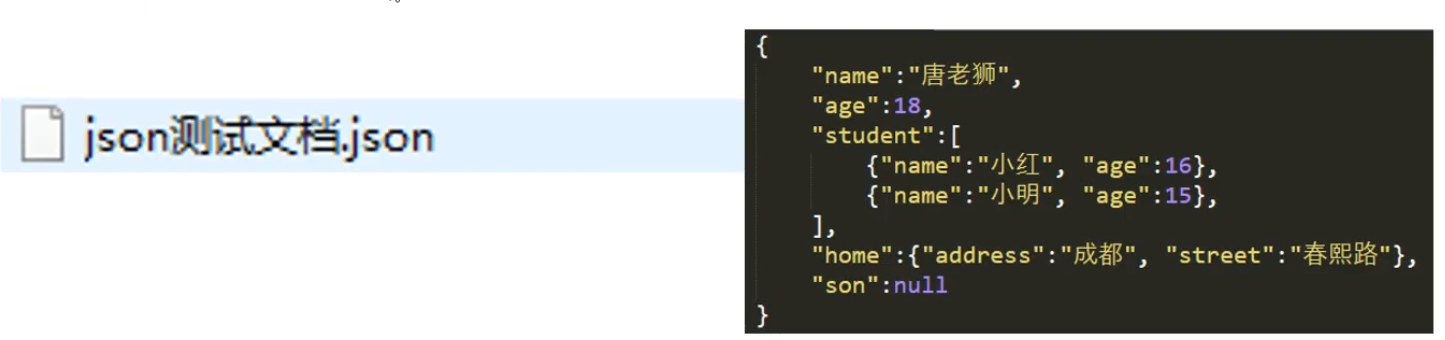 json测试文档.json
{
"name":"唐老狮",
"age":18,
"student":[
{"name":"小红", "age":16},
{"name":"小明", "age":15},
],
"home":{"address":"成都", "street":"春熙路"},
"son":null
}